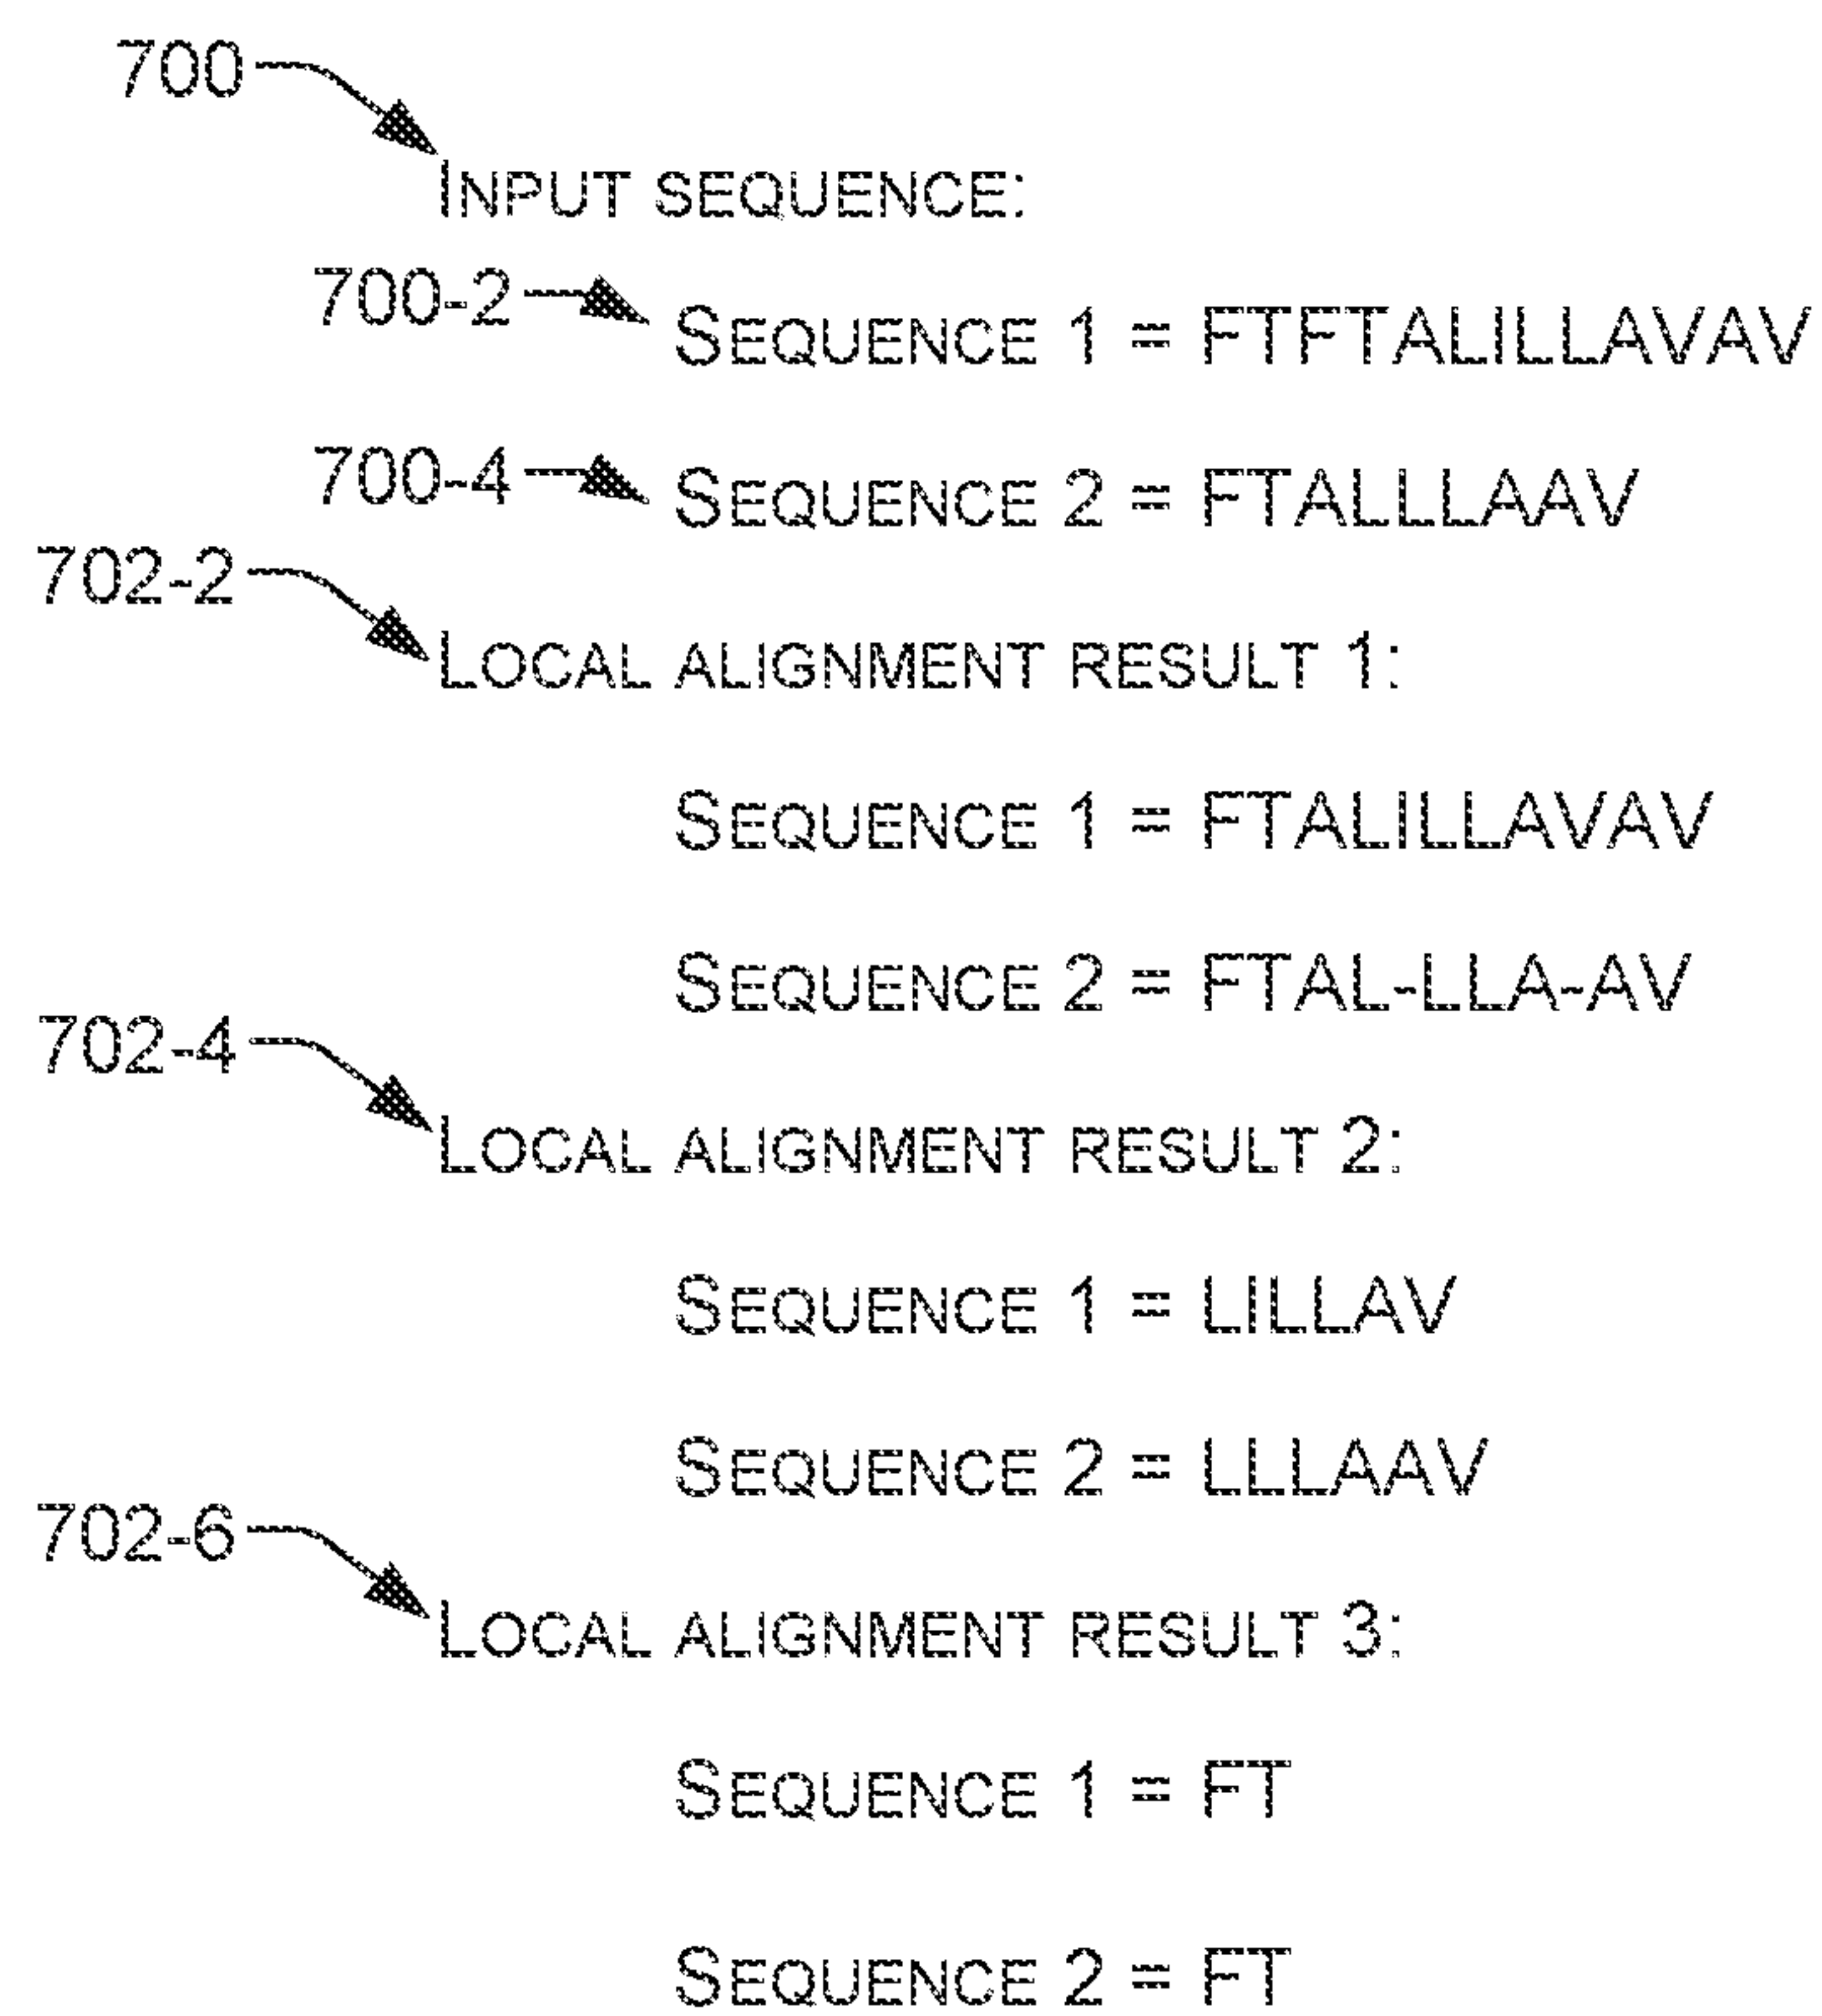 700
INPUT SEQUENCE:
700-2
SEQUENCE 1 = FTFTALILLAVAV
700-4
SEQUENCE 2 = FTALLLAAV
702-2
LOCAL ALIGNMENT RESULT 1:
SEQUENCE 1 = FTALILLAVAV
SEQUENCE 2 = FTAL-LLA-AV
702-4
LOCAL ALIGNMENT RESULT 2:
SEQUENCE 1 = LILLAV
SEQUENCE 2 = LLLAAV
702-6
LOCAL ALIGNMENT RESULT 3:
SEQUENCE 1 = FT
SEQUENCE 2 = FT